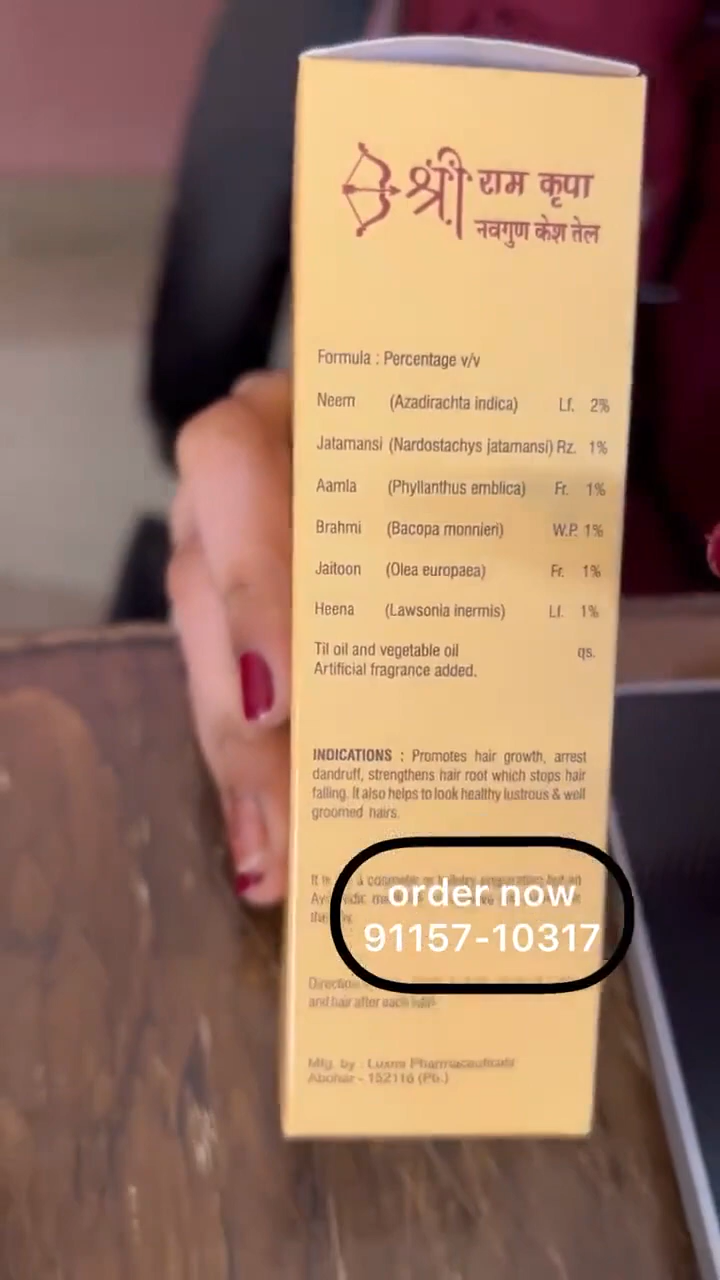 श्री राम कृपा
नवगुण केश तेल
Formula : Percentage v/v
Neem (Azadirachta indica) Lf. 2%
Jatamansi (Nardostachys jatamansi) Rz. 1%
Aamla (Phyllanthus emblica) Fr. 1%
Brahmi (Bacopa monnieri) W.P. 1%
Jaitoon (Olea europaea) Fr. 1%
Heena (Lawsonia inermis) Lf. 1%
Til oil and vegetable oil qs.
Artificial fragrance added.
INDICATIONS : Promotes hair growth, arrest
dandruff, strengthens hair root which stops hair
falling. It also helps to look healthy lustrous & well
groomed hairs.
It is a cosmetic
order now
91157-10317
Direction
and hair after each
Mfg. by : Luxmi Pharmaceuticals
Abohar - 152116 (Pb.)